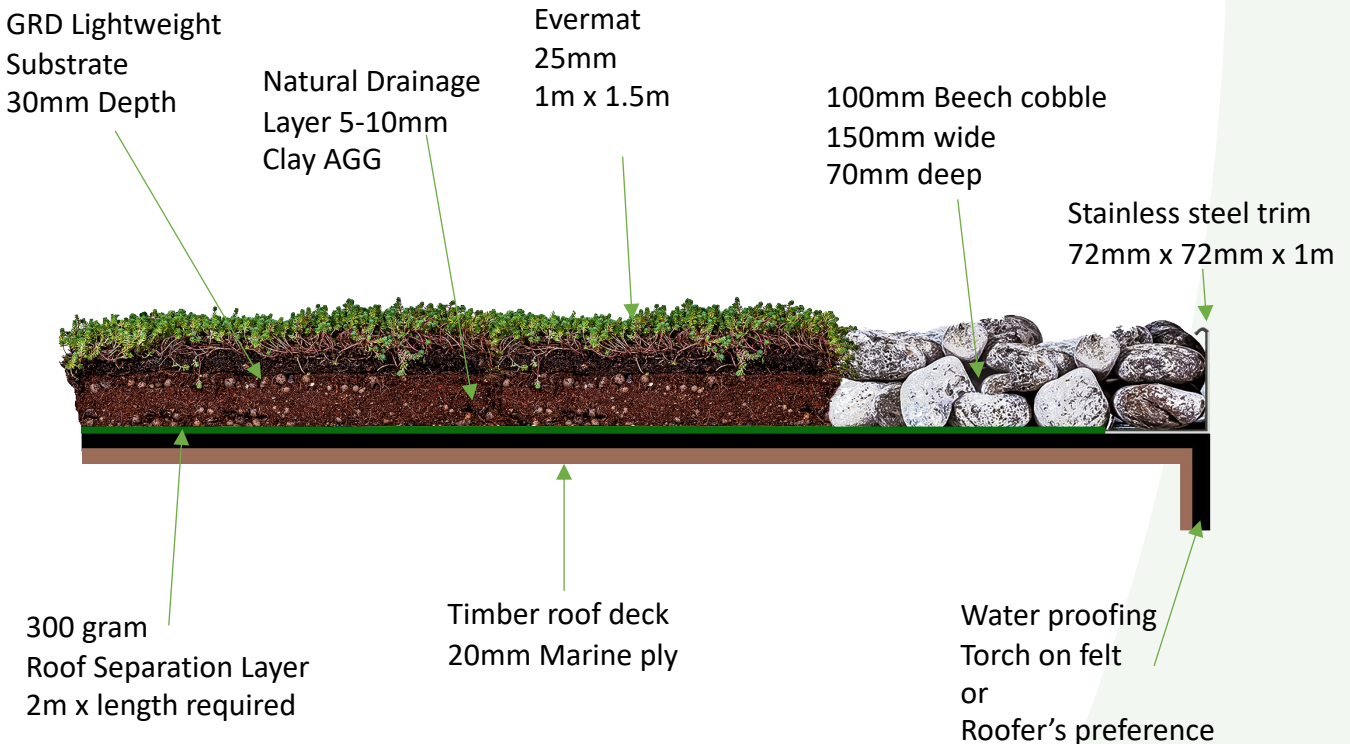 GRD Lightweight
Substrate
30mm Depth
Natural Drainage
Layer 5-10mm
Clay AGG
Evermat
25mm
1m x 1.5m
100mm Beech cobble
150mm wide
70mm deep
Stainless steel trim
72mm x 72mm x 1m
300 gram
Roof Separation Layer
2m x length required
Timber roof deck
20mm Marine ply
Water proofing
Torch on felt
or
Roofer’s preference